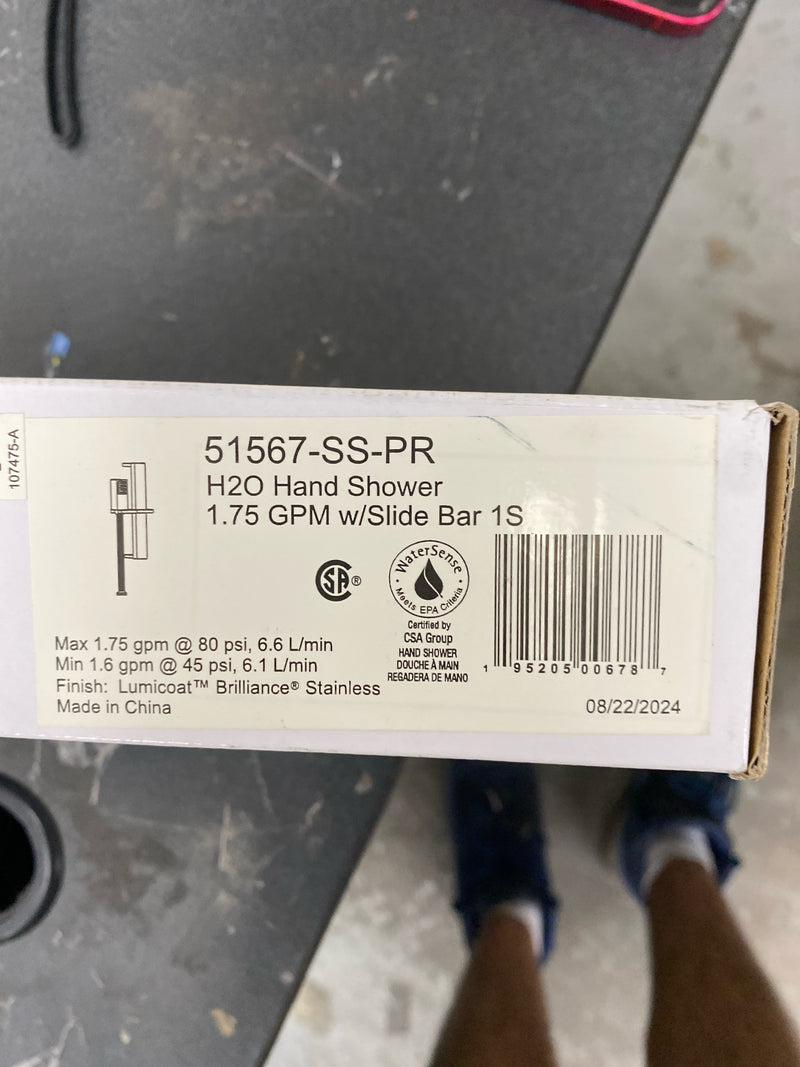 107475-A
51567-SS-PR
H2O Hand Shower
1.75 GPM w/Slide Bar 1S
CSA®
WaterSense
Meets EPA Criteria
Certified by
CSA Group
HAND SHOWER
DOUCHE À MAIN
REGADERA DE MANO
1 95205 00678 7
Max 1.75 gpm @ 80 psi, 6.6 L/min
Min 1.6 gpm @ 45 psi, 6.1 L/min
Finish: Lumicoat™ Brilliance® Stainless
Made in China
08/22/2024